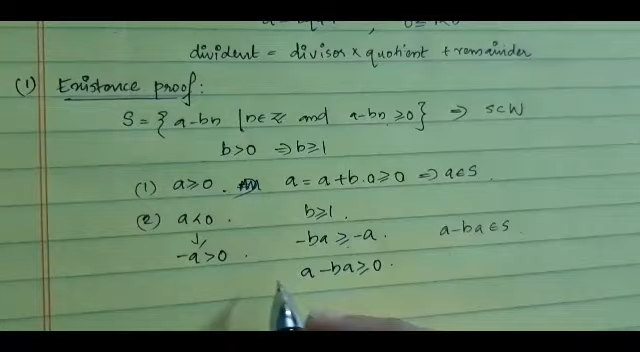 divident = divisor x quotient + remainder
(1) Existance proof:
S = { a-bn | n∈ℤ and a-bn ≥0 } ⇒ S⊂W
b>0 ⇒ b≥1
(1) a≥0 . a = a+b.0 ≥0 ⇒ a∈S
(2) a<0 . b≥1 .
↓ -ba ≥ -a . a-ba∈S
-a>0 .
a-ba≥0 .